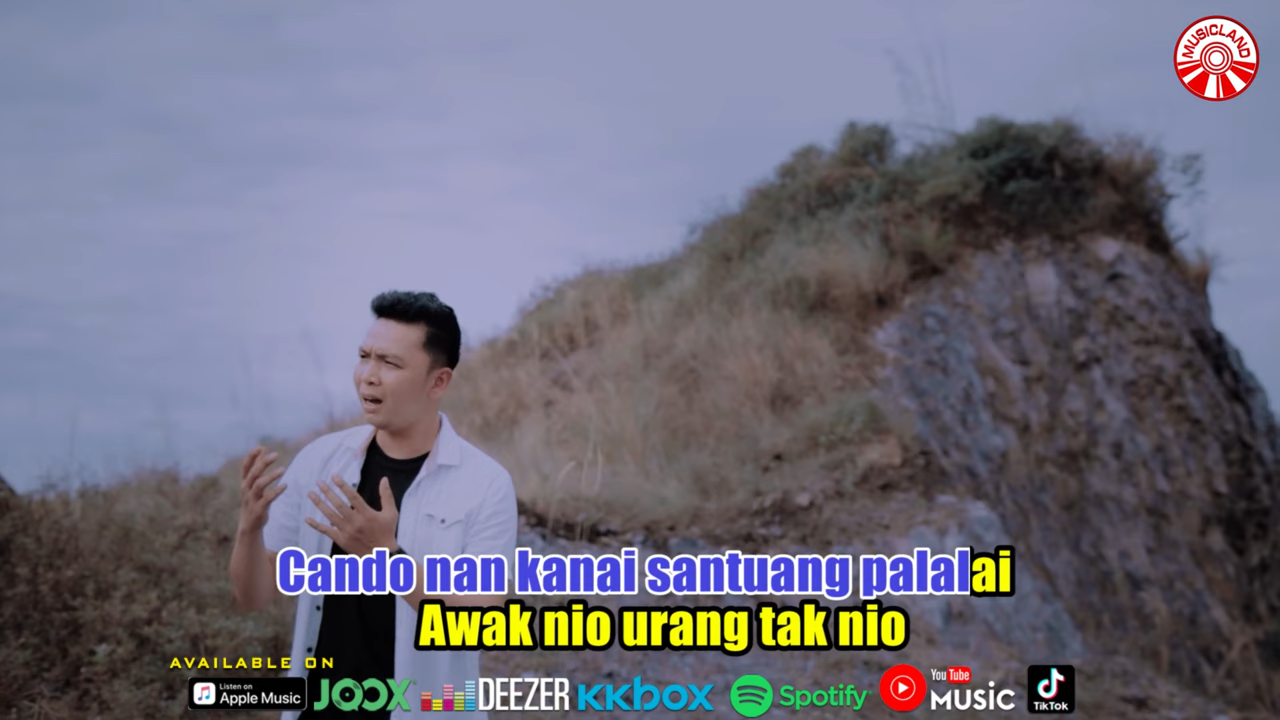 MUSICLAND
Cando nan kanai santuang palalai
Awak nio urang tak nio
AVAILABLE ON
Listen on
Apple Music
JOOX
DEEZER
KKBOX
Spotify
YouTube
MUSIC
TikTok